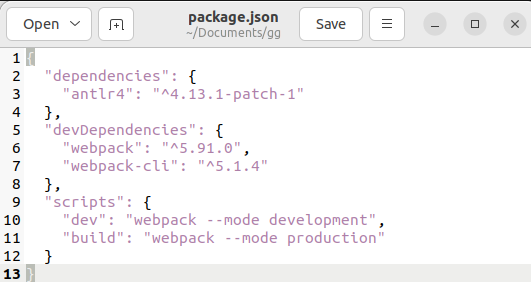 Open
package.json
~/Documents/gg
Save
1 {
2   "dependencies": {
3     "antlr4": "^4.13.1-patch-1"
4   },
5   "devDependencies": {
6     "webpack": "^5.91.0",
7     "webpack-cli": "^5.1.4"
8   },
9   "scripts": {
10     "dev": "webpack --mode development",
11     "build": "webpack --mode production"
12   }
13 }